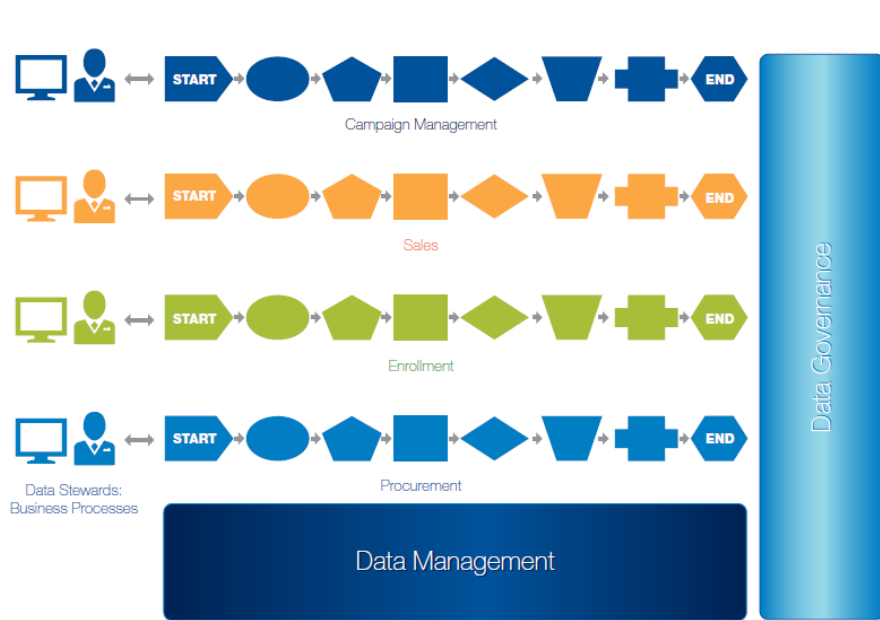 START
END
Campaign Management
START
END
Sales
START
END
Enrollment
START
END
Procurement
Data Stewards:
Business Processes
Data Management
Data Governance